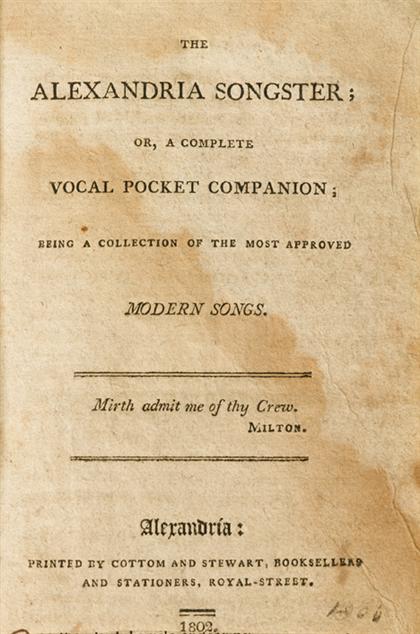 THE
ALEXANDRIA SONGSTER;
OR, A COMPLETE
VOCAL POCKET COMPANION;
BEING A COLLECTION OF THE MOST APPROVED
MODERN SONGS.
Mirth admit me of thy Crew.
MILTON.
Alexandria:
PRINTED BY COTTOM AND STEWART, BOOKSELLERS
AND STATIONERS, ROYAL-STREET.
1802.